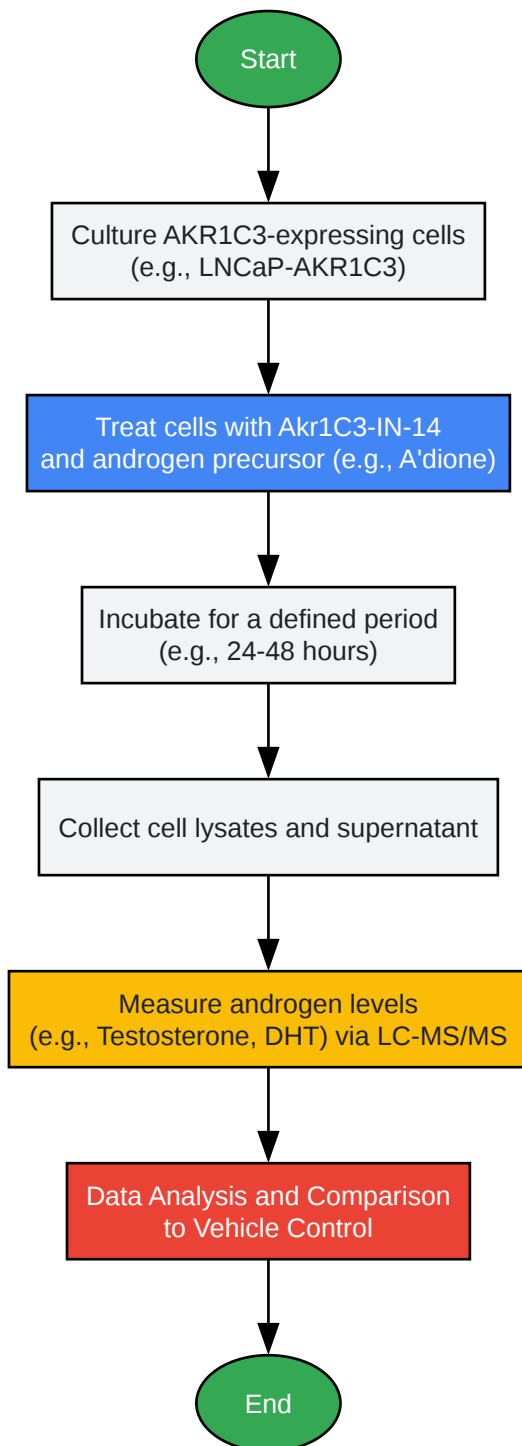 Start
Culture AKR1C3-expressing cells
(e.g., LNCaP-AKR1C3)
Treat cells with Akr1C3-IN-14
and androgen precursor (e.g., A'dione)
Incubate for a defined period
(e.g., 24-48 hours)
Collect cell lysates and supernatant
Measure androgen levels
(e.g., Testosterone, DHT) via LC-MS/MS
Data Analysis and Comparison
to Vehicle Control
End